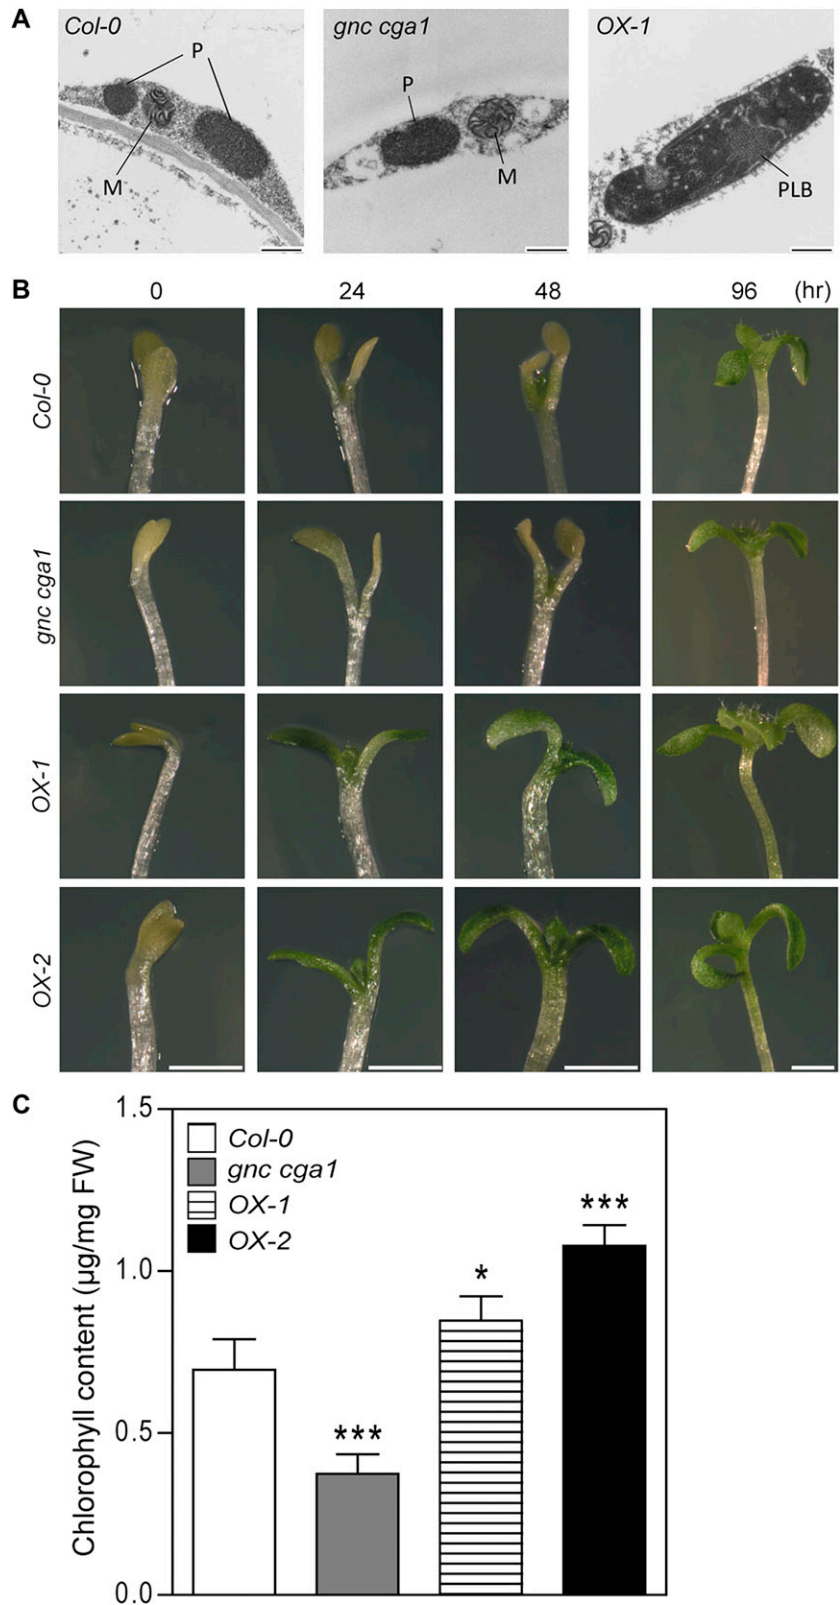 A
Col-0
gnc cga1
OX-1
P
P
M
M
PLB
B
0 24 48 96 (hr)
Col-0
gnc cga1
OX-1
OX-2
C
Chlorophyll content (µg/mg FW)
1.5
1.0
0.5
0.0
Col-0
gnc cga1
OX-1
OX-2
***
*
***